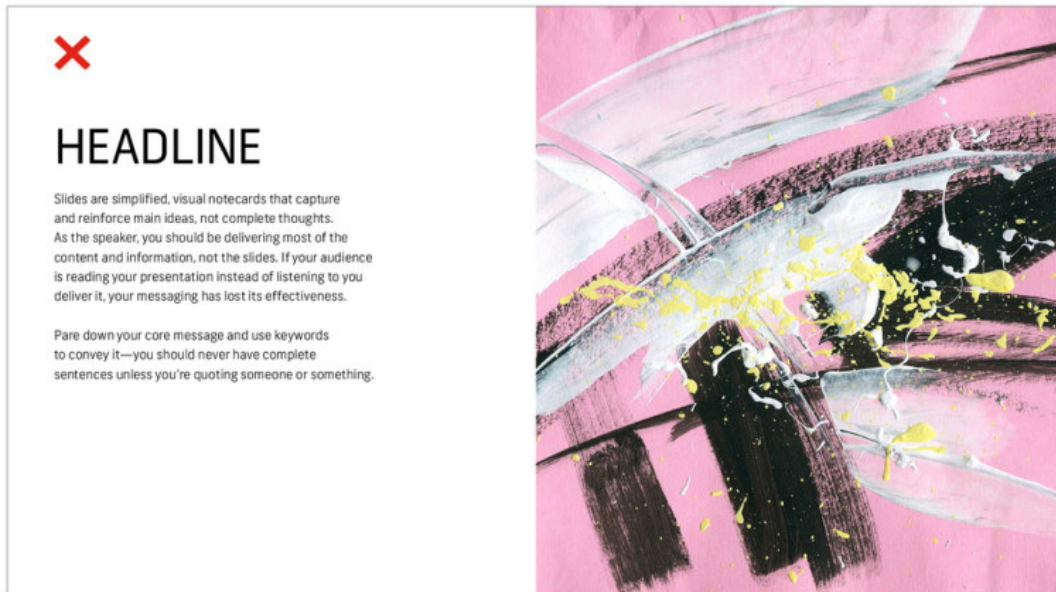 HEADLINE
Slides are simplified, visual notecards that capture
and reinforce main ideas, not complete thoughts.
As the speaker, you should be delivering most of the
content and information, not the slides. If your audience
is reading your presentation instead of listening to you
deliver it, your messaging has lost its effectiveness.
Pare down your core message and use keywords
to convey it—you should never have complete
sentences unless you're quoting someone or something.